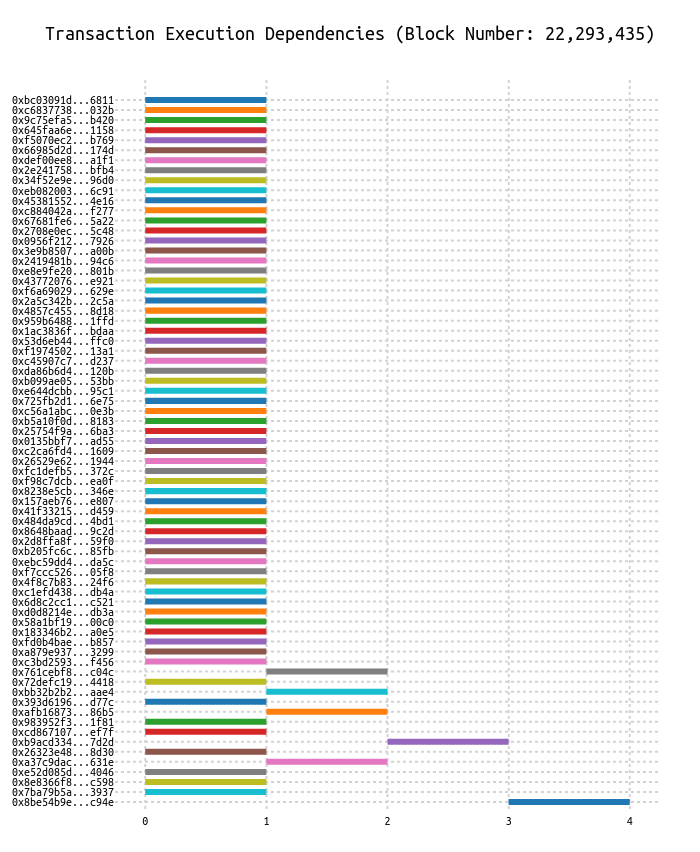 Transaction Execution Dependencies (Block Number: 22,293,435)
0xbc03091d...6811
0xc6837738...032b
0x9c75efa5...b420
0x645faa6e...1158
0xf5070ec2...b769
0x66985d2d...174d
0xdef00ee8...a1f1
0x2e241758...bfb4
0x34f52e9e...96d0
0xeb082003...6c91
0x45381552...4e16
0xc884042a...f277
0x67681fe6...5a22
0x2708e0ec...5c48
0x0956f212...7926
0x3e9b8507...a00b
0x2419481b...94c6
0xe8e9fe20...801b
0x43772076...e921
0xf6a69029...629e
0x2a5c342b...2c5a
0x4857c455...8d18
0x959b6488...1ffd
0x1ac3836f...bdaa
0x53d6eb44...ffc0
0xf1974502...13a1
0xc45907c7...d237
0xda86b6d4...120b
0xb099ae05...53bb
0xe644dcbb...95c1
0x725fb2d1...6e75
0xc56a1abc...0e3b
0xb5a10f0d...8183
0x25754f9a...6ba3
0x0135bbf7...ad55
0xc2ca6fd4...1609
0x26529e62...1944
0xfc1defb5...372c
0xf98c7dcb...ea0f
0x8238e5cb...346e
0x157aeb76...e807
0x41f33215...d459
0x484da9cd...4bd1
0x8648baad...9c2d
0x2d8ffa8f...59f0
0xb205fc6c...85fb
0xebc59dd4...da5c
0xf7ccc526...05f8
0x4f8c7b83...24f6
0xc1efd438...db4a
0x6d8c2cc1...c521
0xd0d8214e...db3a
0x58a1bf19...00c0
0x183346b2...a0e5
0xfd0b4bae...b857
0xa879e937...3299
0xc3bd2593...f456
0x761cebf8...c04c
0x72defc19...4418
0xbb32b2b2...aae4
0x393d6196...d77c
0xafb16873...86b5
0x983952f3...1f81
0xcd867107...ef7f
0xb9acd334...7d2d
0x26323e48...8d30
0xa37c9dac...631e
0xe52d085d...4046
0x8e8366f8...c598
0x7ba79b5a...3937
0x8be54b9e...c94e
0 1 2 3 4